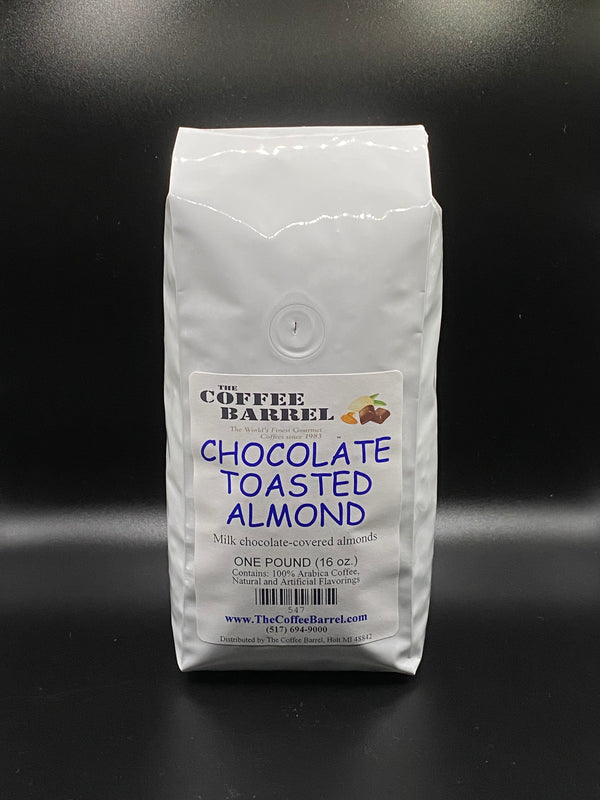 THE
COFFEE
BARREL
The World's Finest Gourmet
Coffees since 1983
CHOCOLATE
TOASTED
ALMOND
Milk chocolate-covered almonds
ONE POUND (16 oz.)
Contains: 100% Arabica Coffee,
Natural and Artificial Flavorings
547
www.TheCoffeeBarrel.com
(517) 694-9000
Distributed by The Coffee Barrel, Holt MI 48842